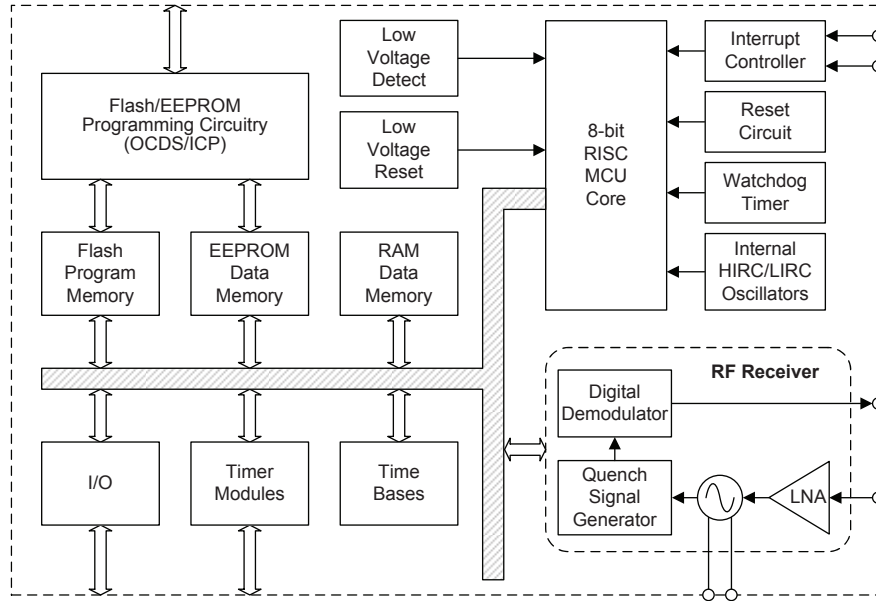 Flash/EEPROM
Programming Circuitry
(OCDS/ICP)
Low
Voltage
Detect
Low
Voltage
Reset
8-bit
RISC
MCU
Core
Interrupt
Controller
Reset
Circuit
Watchdog
Timer
Internal
HIRC/LIRC
Oscillators
Flash
Program
Memory
EEPROM
Data
Memory
RAM
Data
Memory
I/O
Timer
Modules
Time
Bases
RF Receiver
Digital
Demodulator
Quench
Signal
Generator
LNA